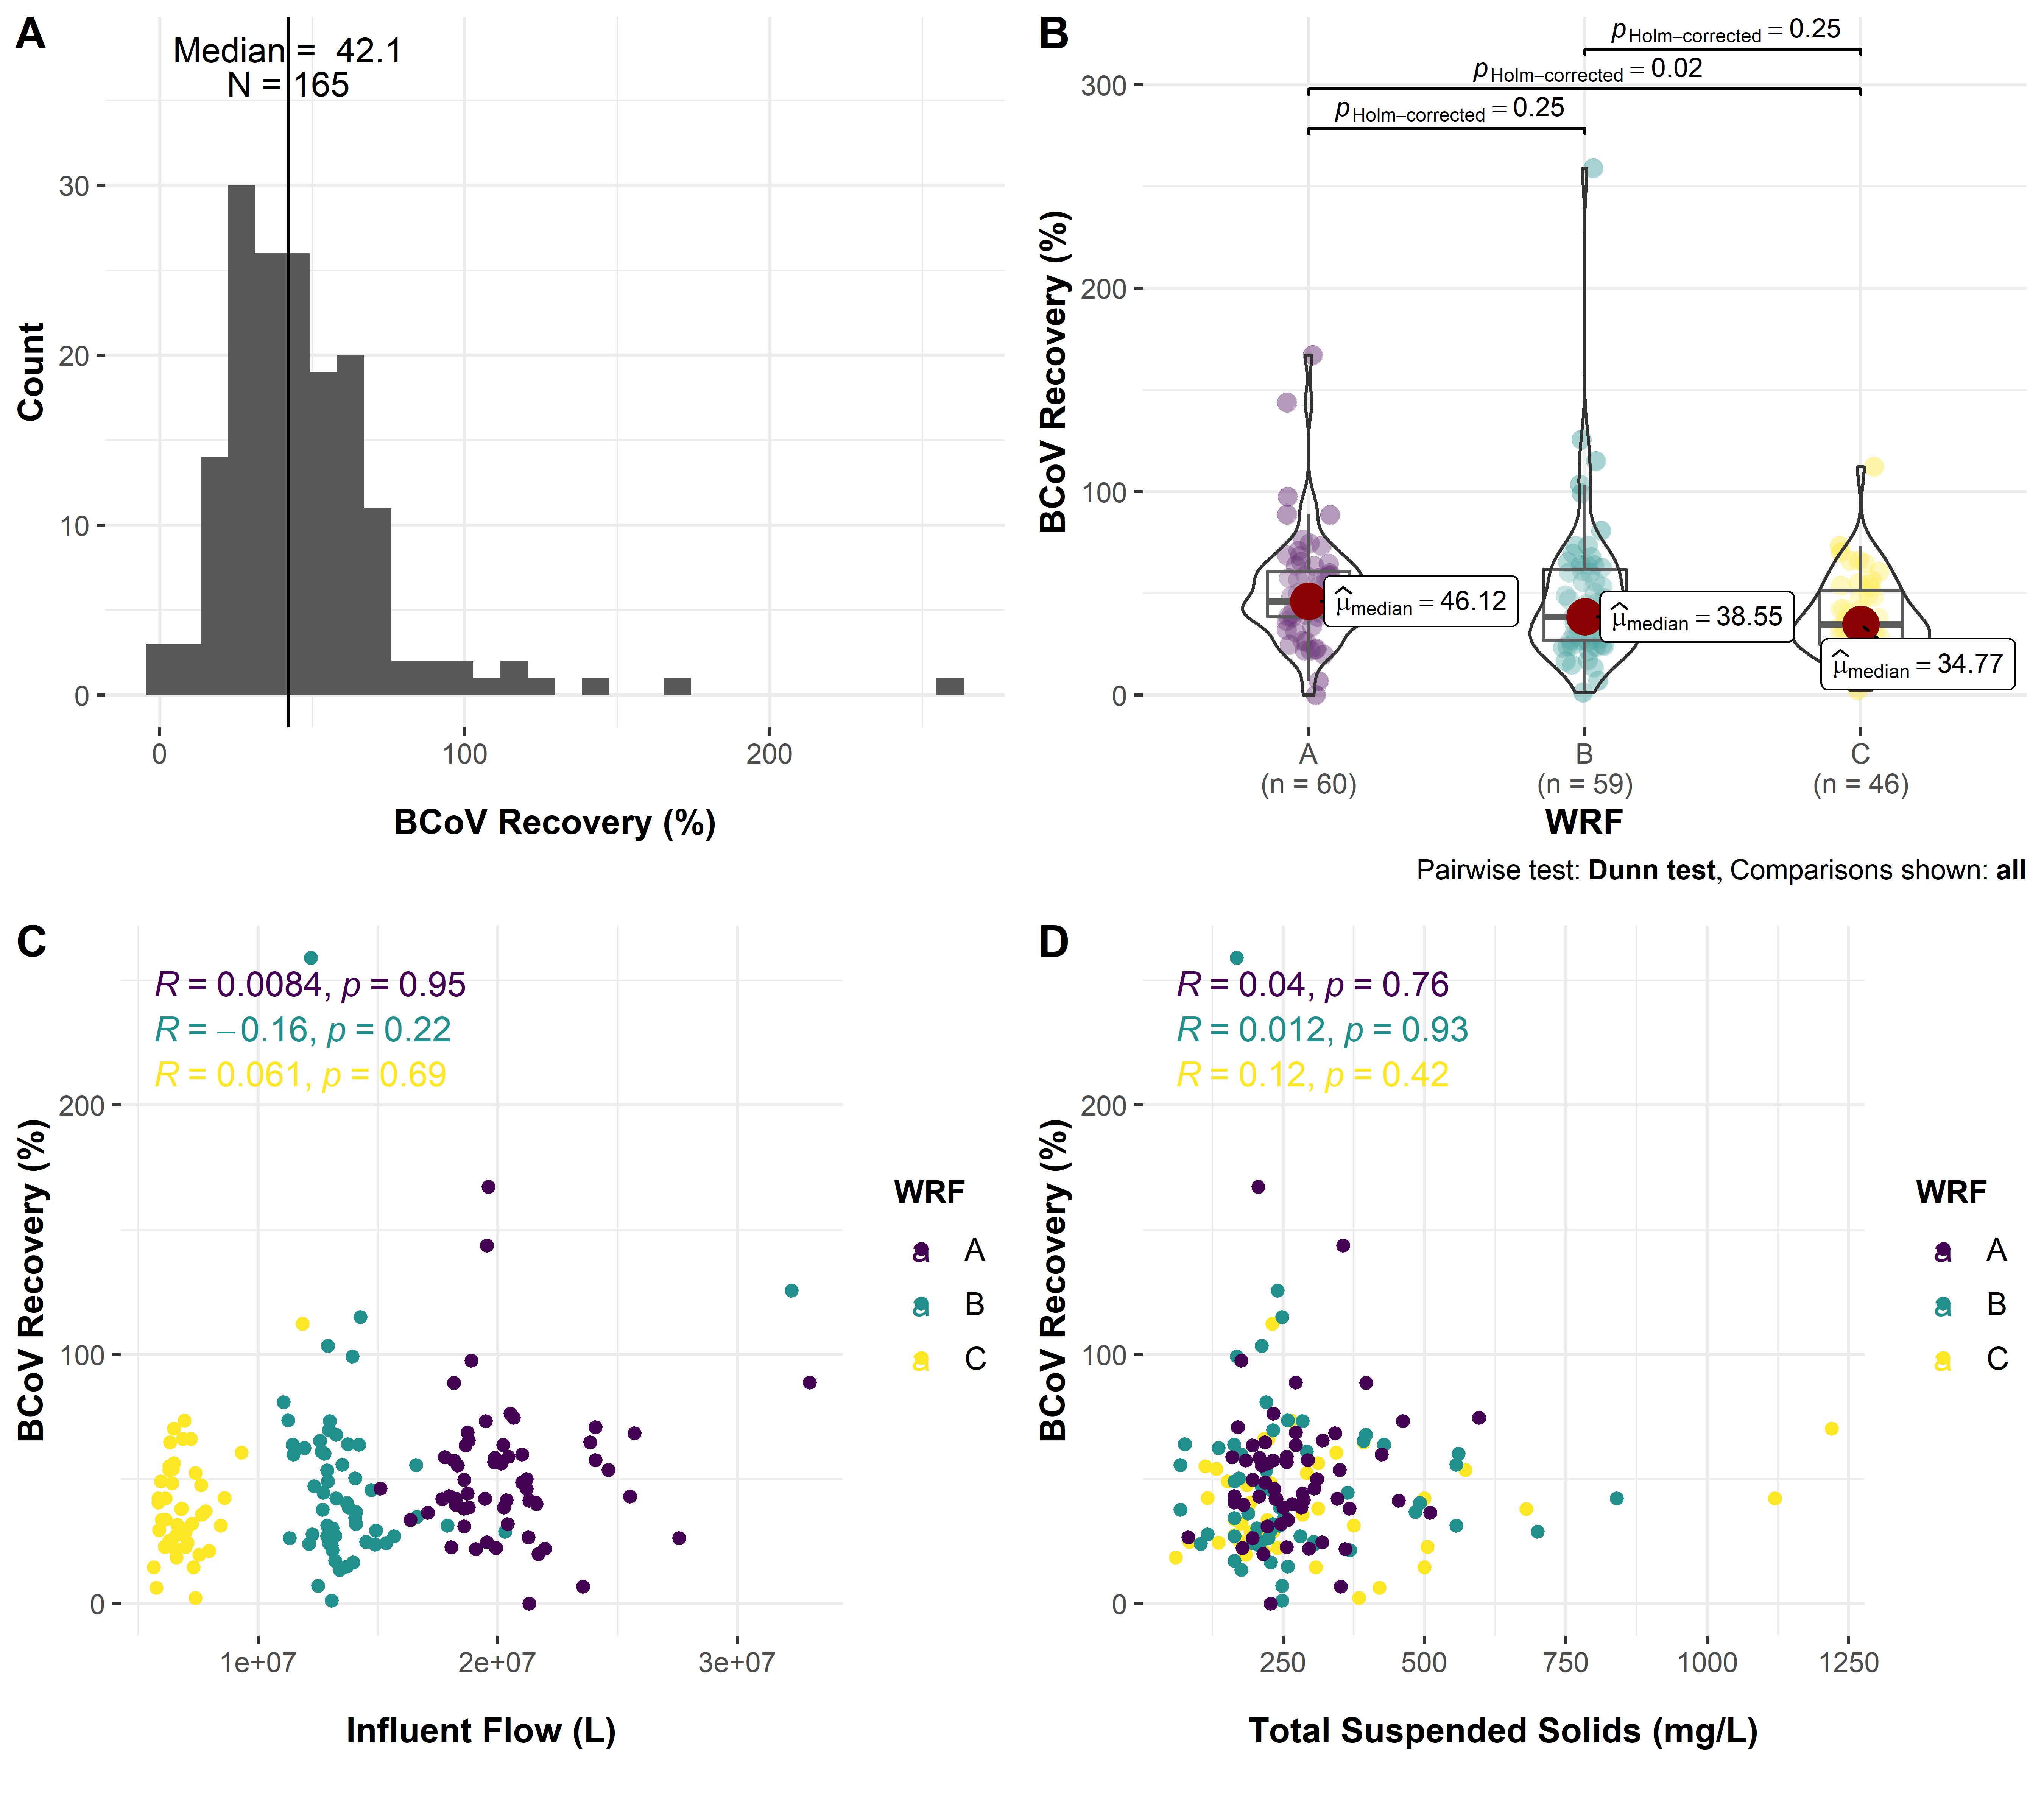 A
Median = 42.1
N = 165
30
20
10
0
Count
0 100 200
BCoV Recovery (%)
B
pHolm−corrected = 0.25
pHolm−corrected = 0.02
pHolm−corrected = 0.25
300
200
100
0
BCoV Recovery (%)
μ̂median = 46.12
μ̂median = 38.55
μ̂median = 34.77
A B C
(n = 60) (n = 59) (n = 46)
WRF
Pairwise test: Dunn test, Comparisons shown: all
C
R = 0.0084, p = 0.95
R = −0.16, p = 0.22
R = 0.061, p = 0.69
200
100
0
BCoV Recovery (%)
1e+07 2e+07 3e+07
Influent Flow (L)
WRF
a A
a B
a C
D
R = 0.04, p = 0.76
R = 0.012, p = 0.93
R = 0.12, p = 0.42
200
100
0
BCoV Recovery (%)
250 500 750 1000 1250
Total Suspended Solids (mg/L)
WRF
a A
a B
a C